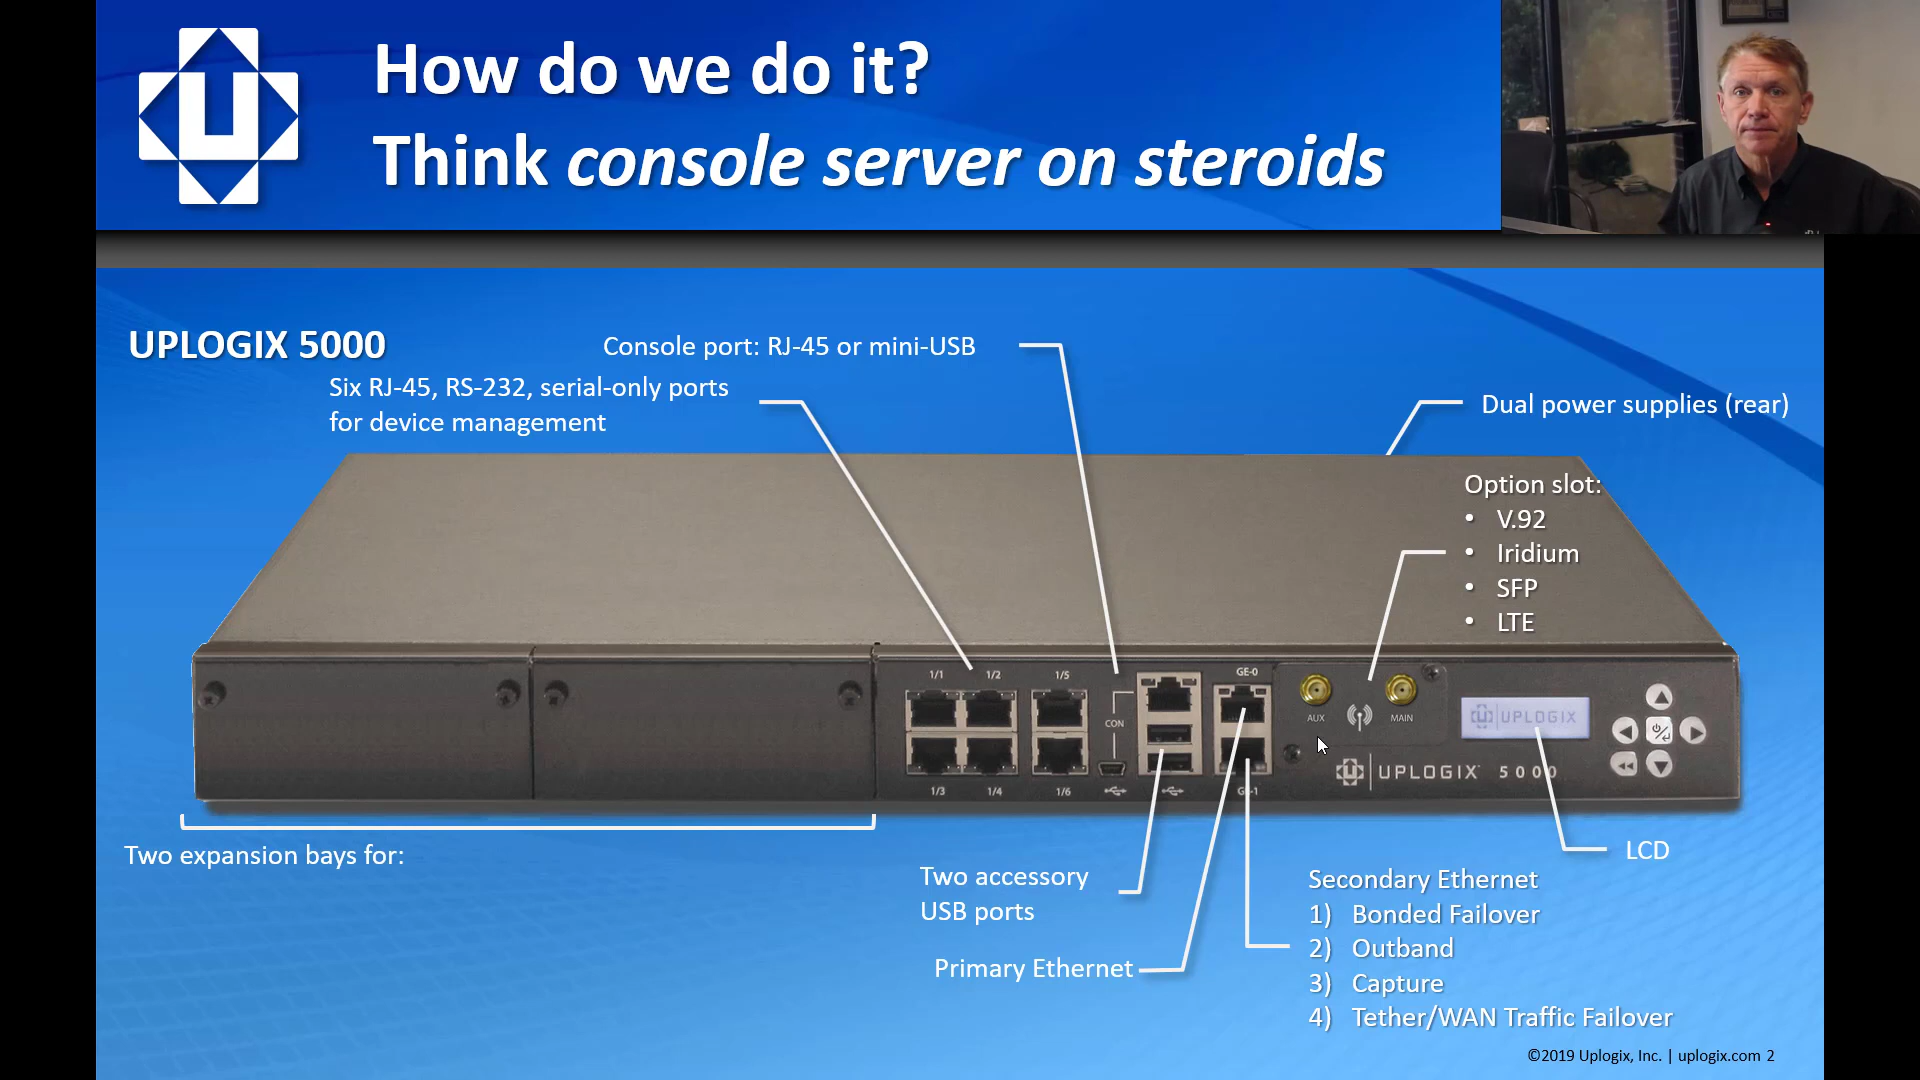 How do we do it?
Think console server on steroids
UPLOGIX 5000
Console port: RJ-45 or mini-USB
Six RJ-45, RS-232, serial-only ports
for device management
Dual power supplies (rear)
Option slot:
• V.92
• Iridium
• SFP
• LTE
1/1
1/2
1/5
GE-0
CON
AUX
MAIN
UPLOGIX
UPLOGIX 5000
1/3
1/4
1/6
Two expansion bays for:
LCD
Two accessory
USB ports
Primary Ethernet
Secondary Ethernet
1) Bonded Failover
2) Outband
3) Capture
4) Tether/WAN Traffic Failover
©2019 Uplogix, Inc. | uplogix.com 2